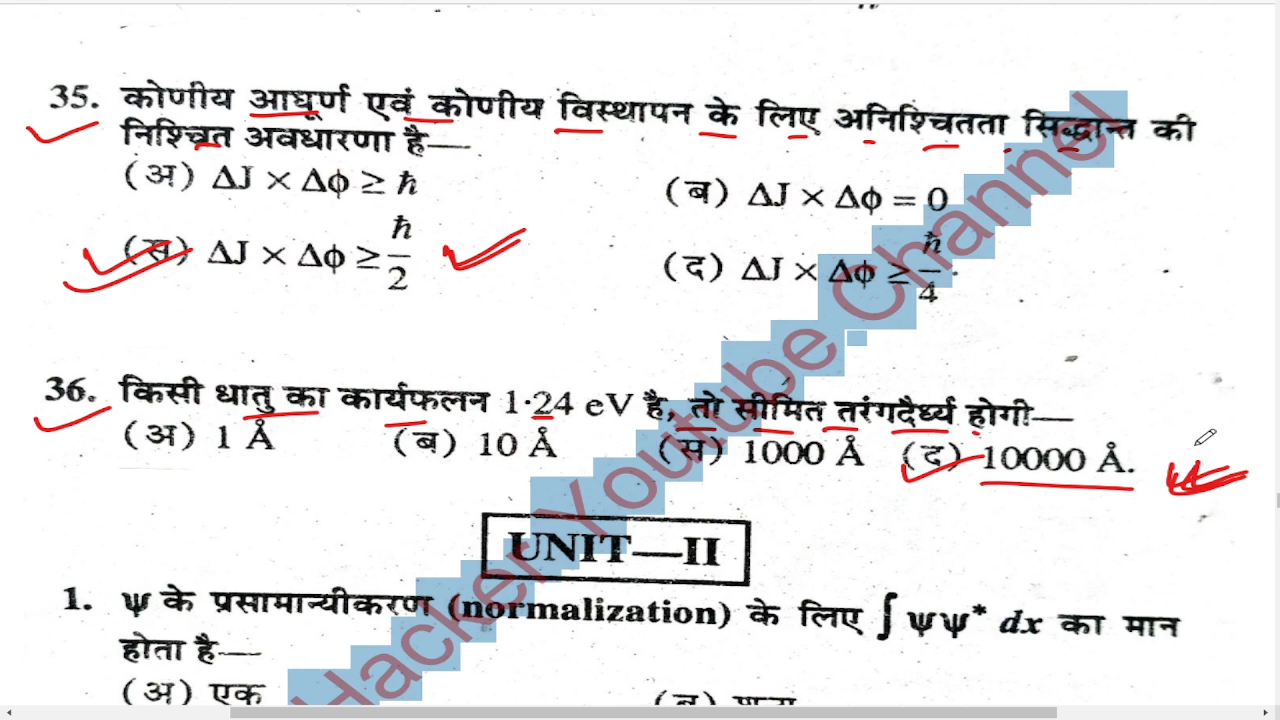 35. कोणीय आघूर्ण एवं कोणीय विस्थापन के लिए अनिश्चितता सिद्धान्त की
निश्चित अवधारणा है—
(अ) ΔJ × Δϕ ≥ ħ
(ब) ΔJ × Δϕ = 0
(स) ΔJ × Δϕ ≥ ħ/2
(द) ΔJ × Δϕ ≥ ħ/4
36. किसी धातु का कार्यफलन 1·24 eV है, तो सीमित तरंगदैर्ध्य होगी—
(अ) 1 Å (ब) 10 Å (स) 1000 Å (द) 10000 Å.
UNIT—II
1. ψ के प्रसामान्यीकरण (normalization) के लिए ∫ ψψ* dx का मान
होता है—
(अ) एक
Hacker Youtube Channel